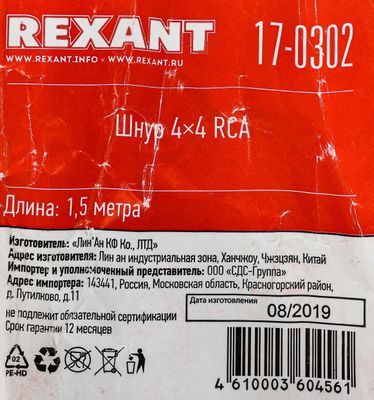 REXANT
17-0302
WWW.REXANT.INFO × WWW.REXANT.RU
Шнур 4×4 RCA
Длина: 1,5 метра
Изготовитель: «Лин'Ан КФ Ко., ЛТД»
Адрес изготовителя: Лин ан индустриальная зона, Ханчжоу, Чжэцзян, Китай
Импортер и уполномоченный представитель: ООО «СДС-Группа»
Адрес импортера: 143441, Россия, Московская область, Красногорский район,
д. Путилково, д.11
Дата изготовления
не подлежит обязательной сертификации
08/2019
Срок гарантии 12 месяцев
02
PE-HD
4 610003 604561